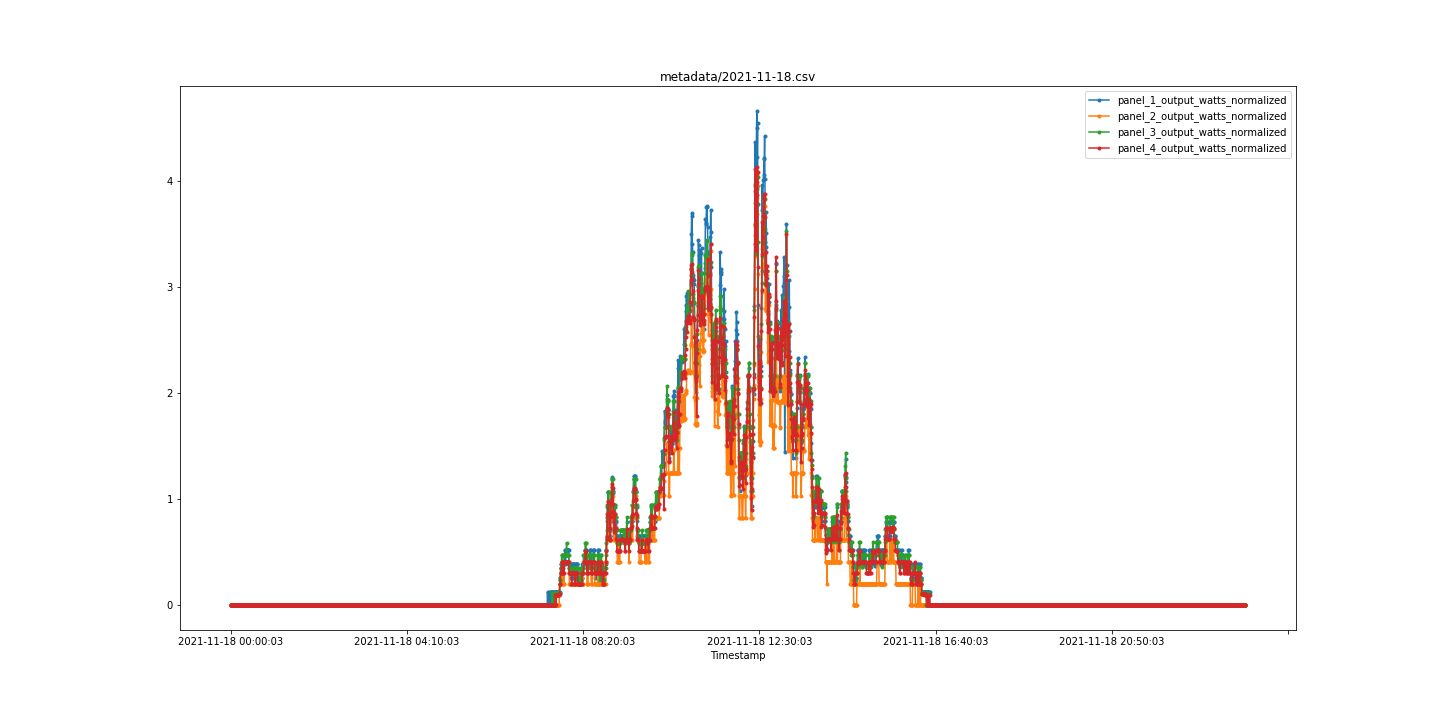 metadata/2021-11-18.csv
panel_1_output_watts_normalized
panel_2_output_watts_normalized
panel_3_output_watts_normalized
panel_4_output_watts_normalized
4
3
2
1
0
2021-11-18 00:00:03 2021-11-18 04:10:03 2021-11-18 08:20:03 2021-11-18 12:30:03 2021-11-18 16:40:03 2021-11-18 20:50:03
Timestamp